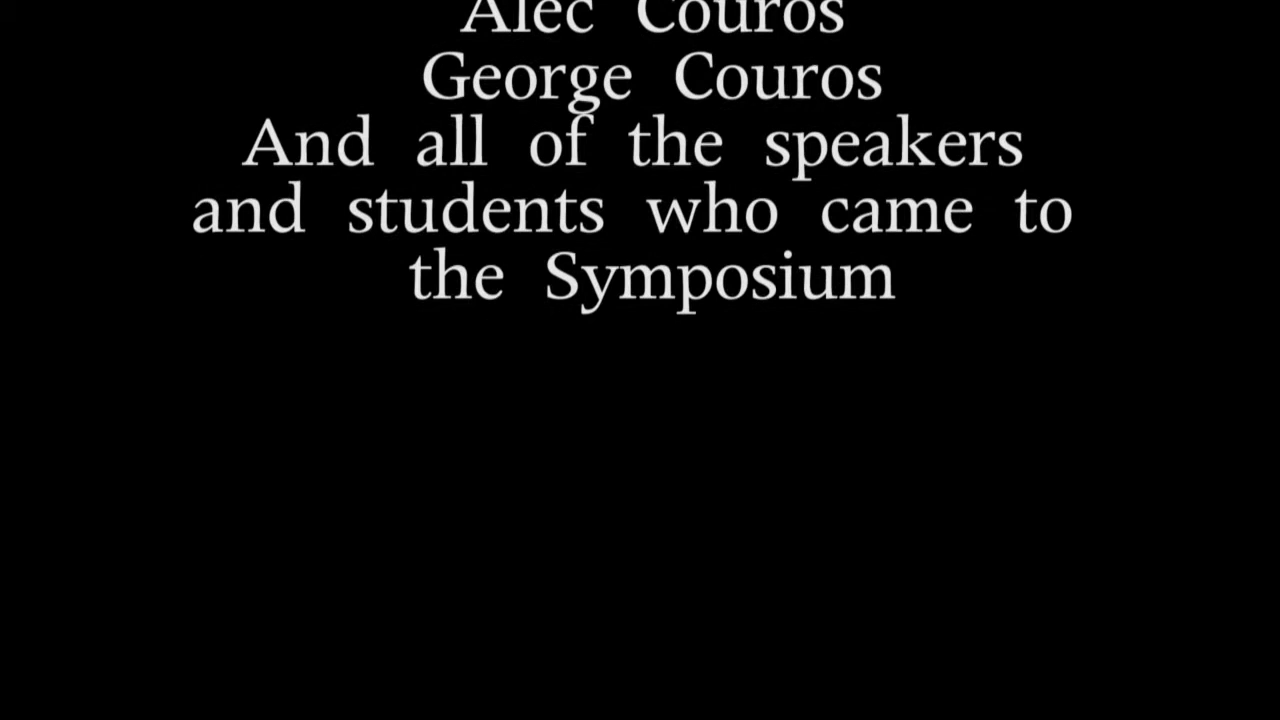 Alec Couros
George Couros
And all of the speakers
and students who came to
the Symposium